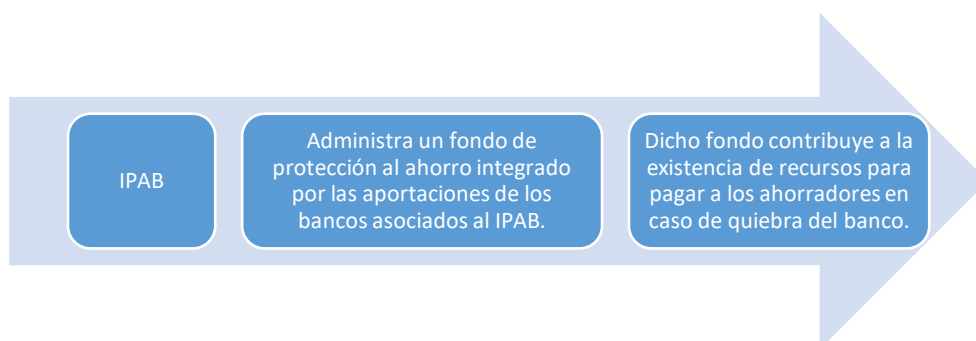 IPAB
Administra un fondo de
protección al ahorro integrado
por las aportaciones de los
bancos asociados al IPAB.
Dicho fondo contribuye a la
existencia de recursos para
pagar a los ahorradores en
caso de quiebra del banco.